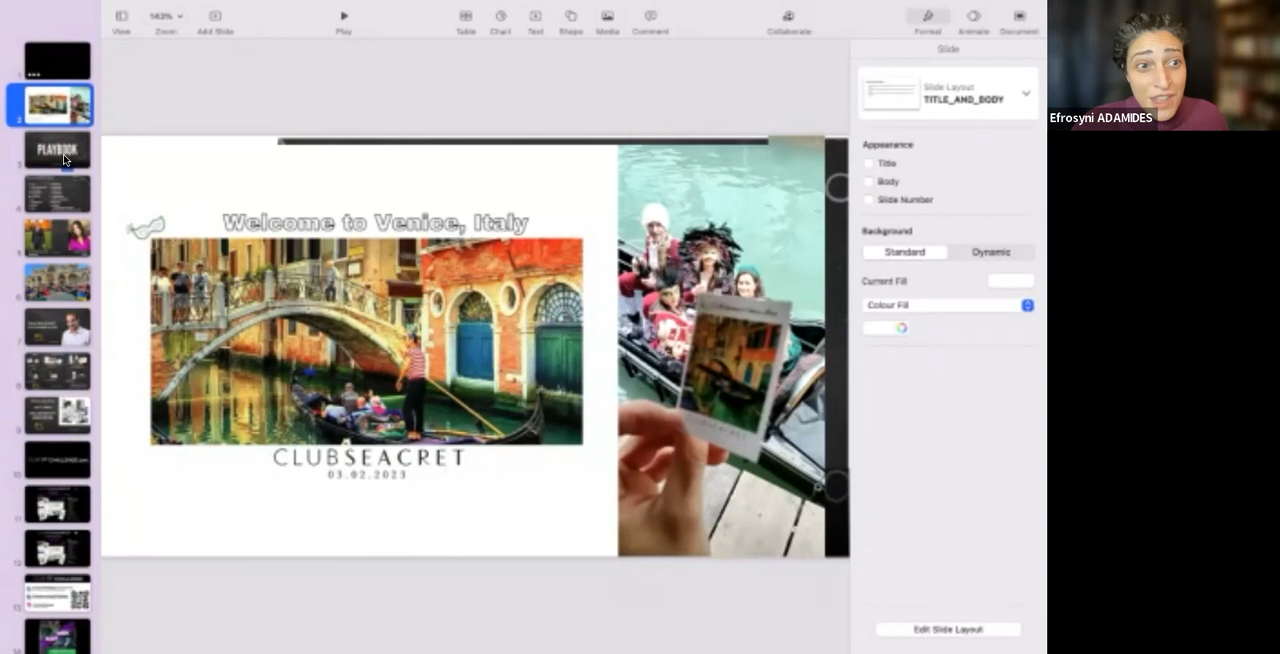 143%
View
Zoom
Add Slide
Play
Table
Chart
Text
Shape
Media
Comment
Collaborate
Format
Animate
Document
Slide
Slide Layout
TITLE_AND_BODY
Appearance
Title
Body
Slide Number
Background
Standard
Dynamic
Current Fill
Colour Fill
Edit Slide Layout
Welcome to Venice, Italy
CLUBSEACRET
03.02.2023
PLAYBOOK
Efrosyni ADAMIDES